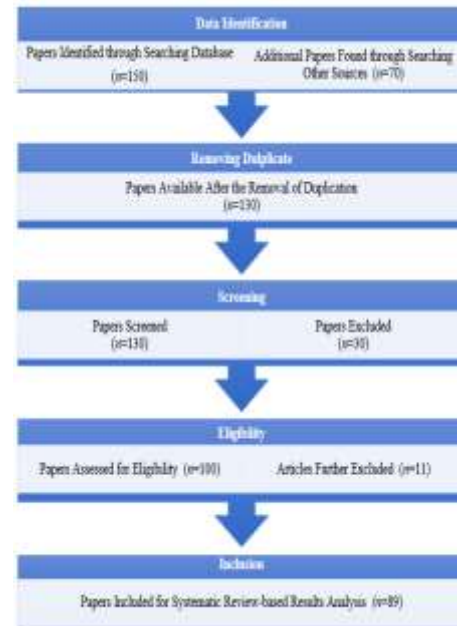 Data Identification
Papers Identified through Searching Database
(n=150)
Additional Papers Found through Searching
Other Sources (n=70)
Removing Dulplicate
Papers Available After the Removal of Duplication
(n=130)
Screening
Papers Screened
(n=130)
Papers Excluded
(n=30)
Eligibility
Papers Assessed for Eligibility (n=100)
Articles Further Excluded (n=11)
Inclusion
Papers Included for Systematic Review-based Results Analysis (n=89)